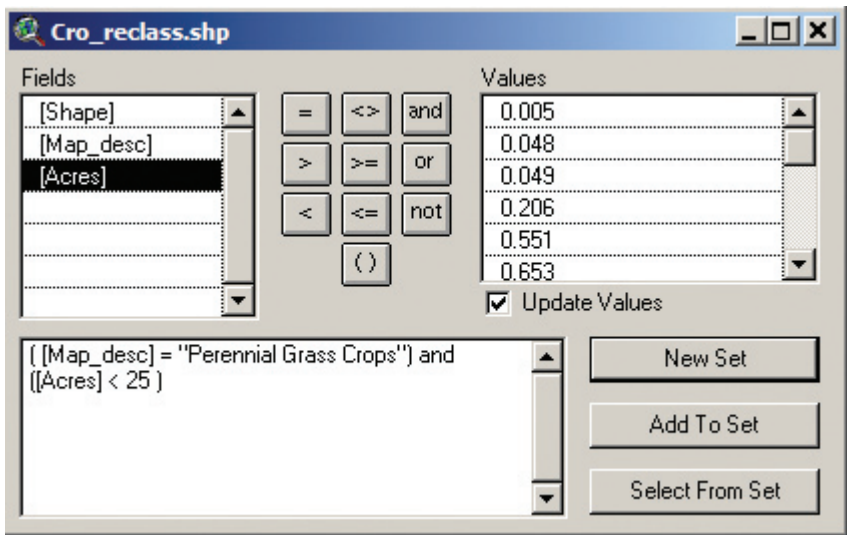 Cro_reclass.shp
Fields
[Shape]
[Map_desc]
[Acres]
= <> and
> >= or
< <= not
()
Values
0.005
0.048
0.049
0.206
0.551
0.653
Update Values
( [Map_desc] = "Perennial Grass Crops") and
([Acres] < 25 )
New Set
Add To Set
Select From Set